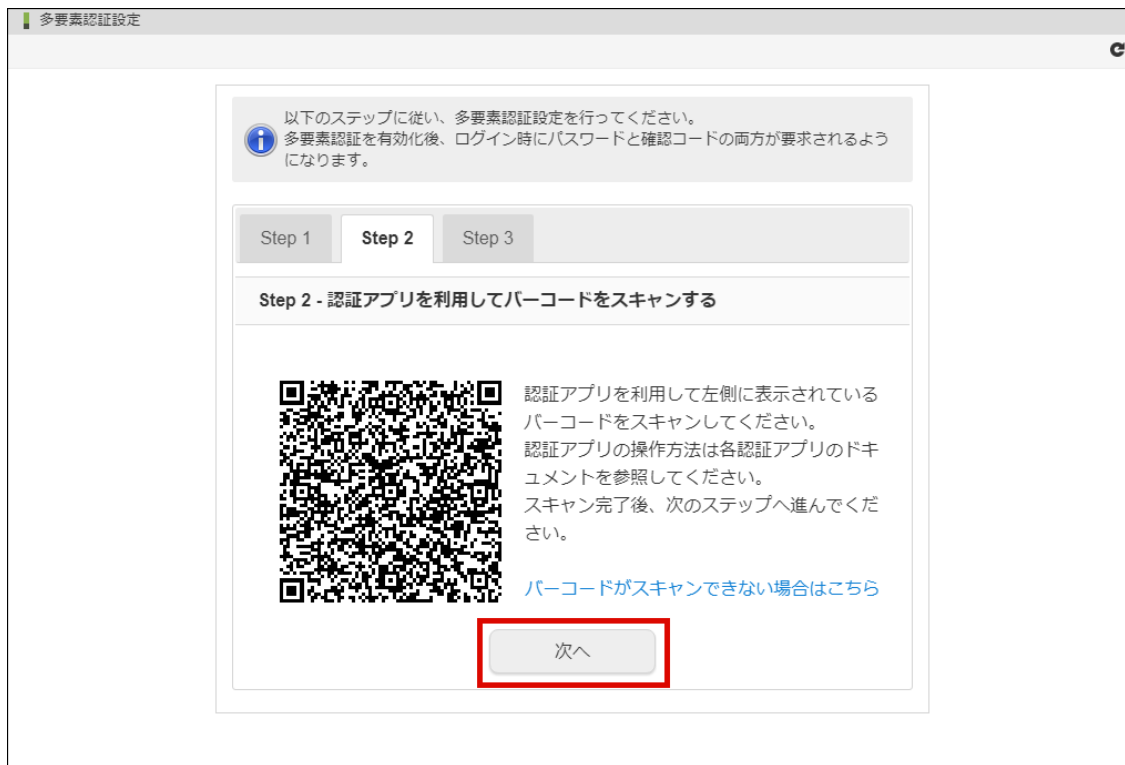 多要素認証設定
以下のステップに従い、多要素認証設定を行ってください。
多要素認証を有効化後、ログイン時にパスワードと確認コードの両方が要求されるよう
になります。
Step 1
Step 2
Step 3
Step 2 - 認証アプリを利用してバーコードをスキャンする
認証アプリを利用して左側に表示されている
バーコードをスキャンしてください。
認証アプリの操作方法は各認証アプリのドキ
ュメントを参照してください。
スキャン完了後、次のステップへ進んでくだ
さい。
バーコードがスキャンできない場合はこちら
次へ